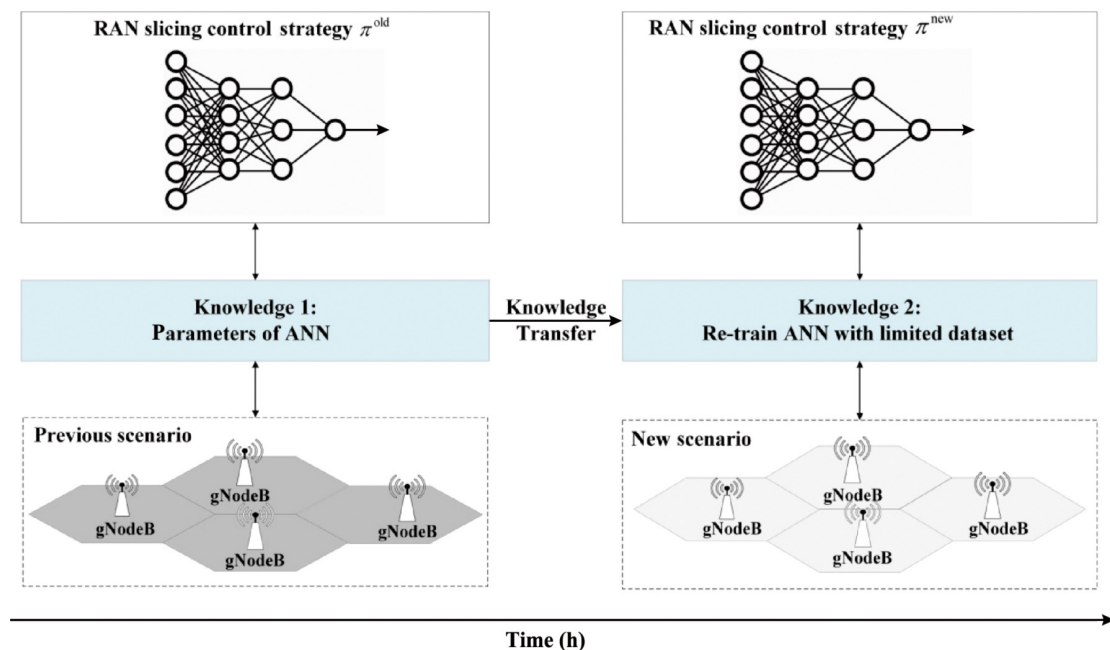 RAN slicing control strategy π^old
RAN slicing control strategy π^new
Knowledge 1:
Parameters of ANN
Knowledge
Transfer
Knowledge 2:
Re-train ANN with limited dataset
Previous scenario
gNodeB
gNodeB
gNodeB
gNodeB
New scenario
gNodeB
gNodeB
gNodeB
gNodeB
Time (h)